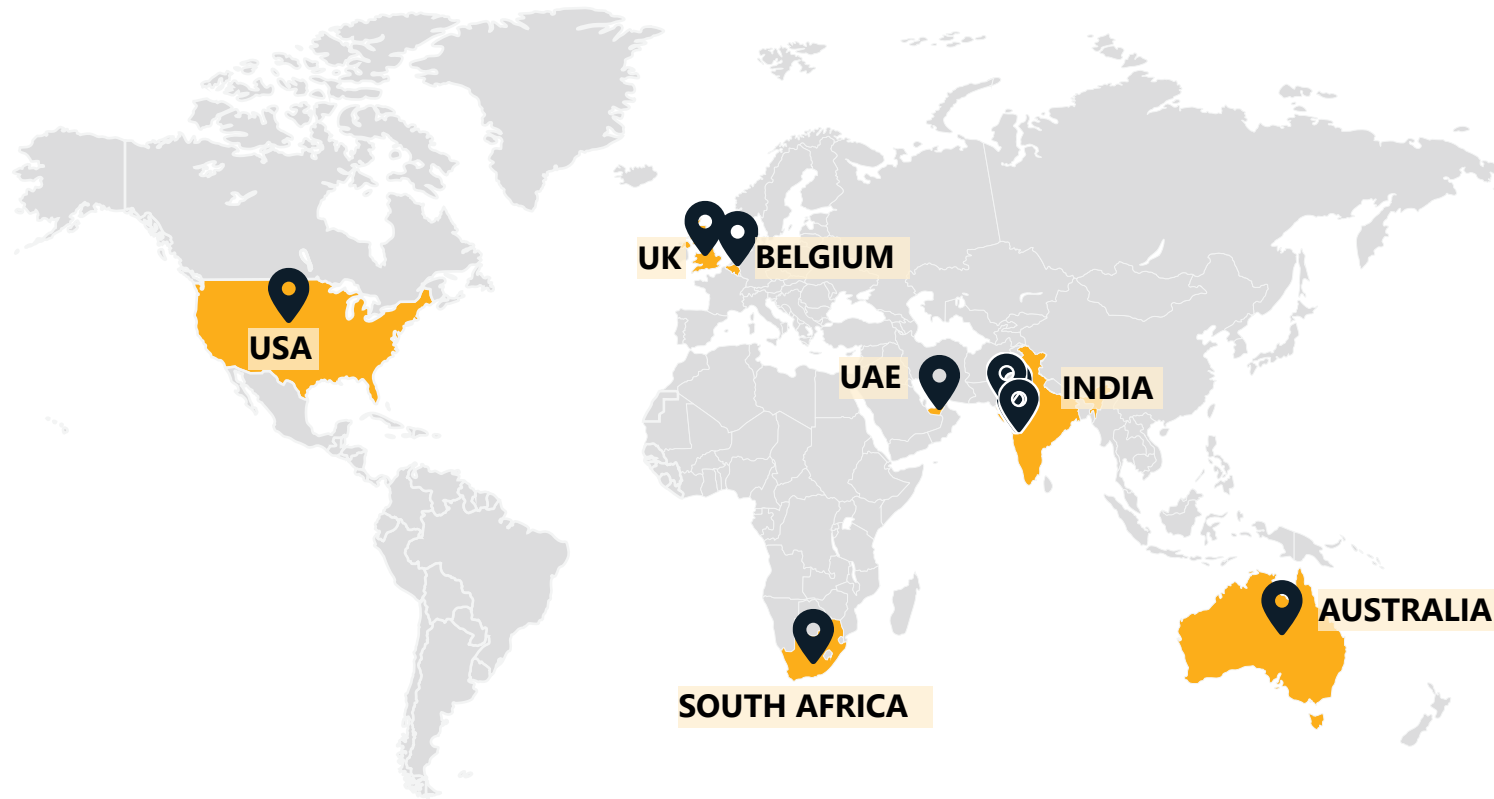 UK
BELGIUM
USA
UAE
INDIA
AUSTRALIA
SOUTH AFRICA